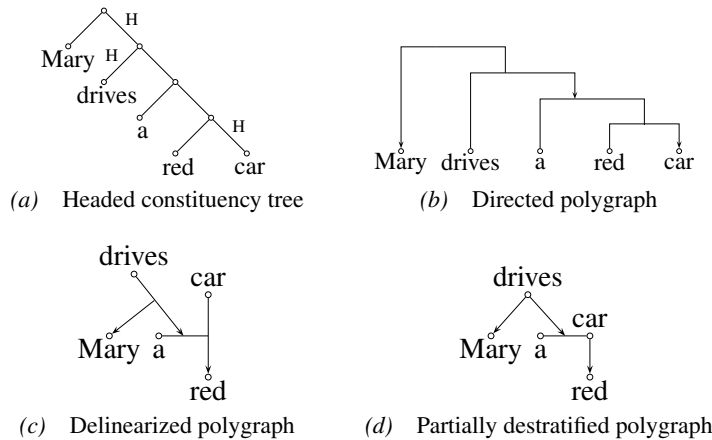 H
Mary H
drives
a H
red car
(a) Headed constituency tree
Mary drives a red car
(b) Directed polygraph
drives
car
Mary a
red
(c) Delinearized polygraph
drives
car
Mary a
red
(d) Partially destratified polygraph